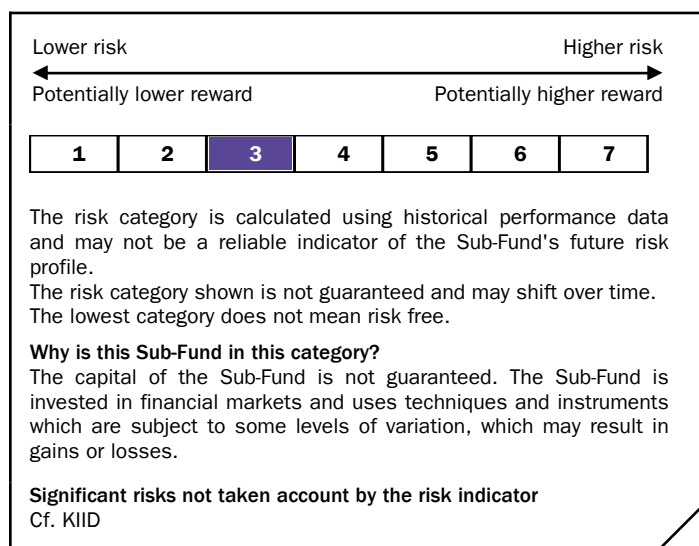 Lower risk Higher risk
Potentially lower reward Potentially higher reward
1 2 3 4 5 6 7
The risk category is calculated using historical performance data
and may not be a reliable indicator of the Sub-Fund's future risk
profile.
The risk category shown is not guaranteed and may shift over time.
The lowest category does not mean risk free.
Why is this Sub-Fund in this category?
The capital of the Sub-Fund is not guaranteed. The Sub-Fund is
invested in financial markets and uses techniques and instruments
which are subject to some levels of variation, which may result in
gains or losses.
Significant risks not taken account by the risk indicator
Cf. KIID